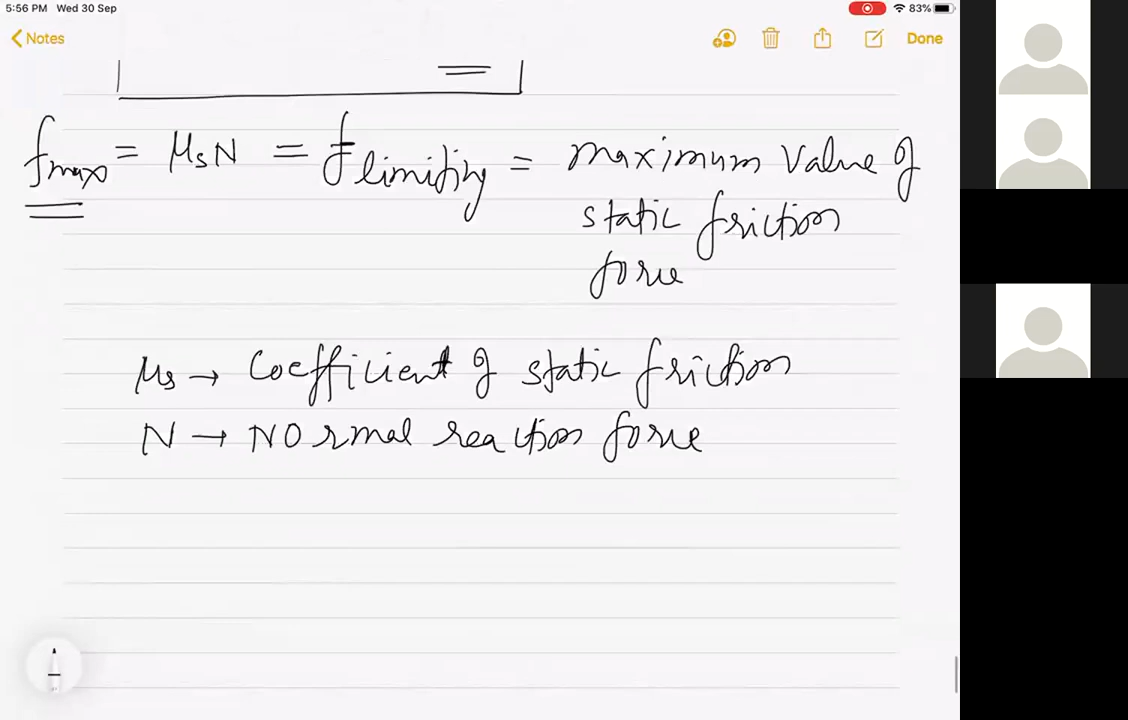 5:56 PM Wed 30 Sep
83%
Notes
Done
fmax = μsN = flimiting = maximum value of
static friction
force
μs → Coefficient of static friction
N → NOrmal reaction force